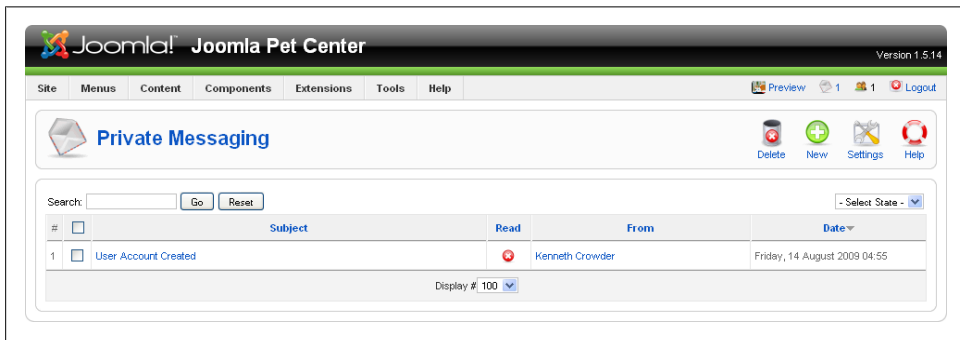 Joomla!™ Joomla Pet Center
Version 1.5.14
Site Menus Content Components Extensions Tools Help Preview 1 1 Logout
Private Messaging
Delete New Settings Help
Search: Go Reset - Select State -
# Subject Read From Date
1 User Account Created Kenneth Crowder Friday, 14 August 2009 04:55
Display # 100